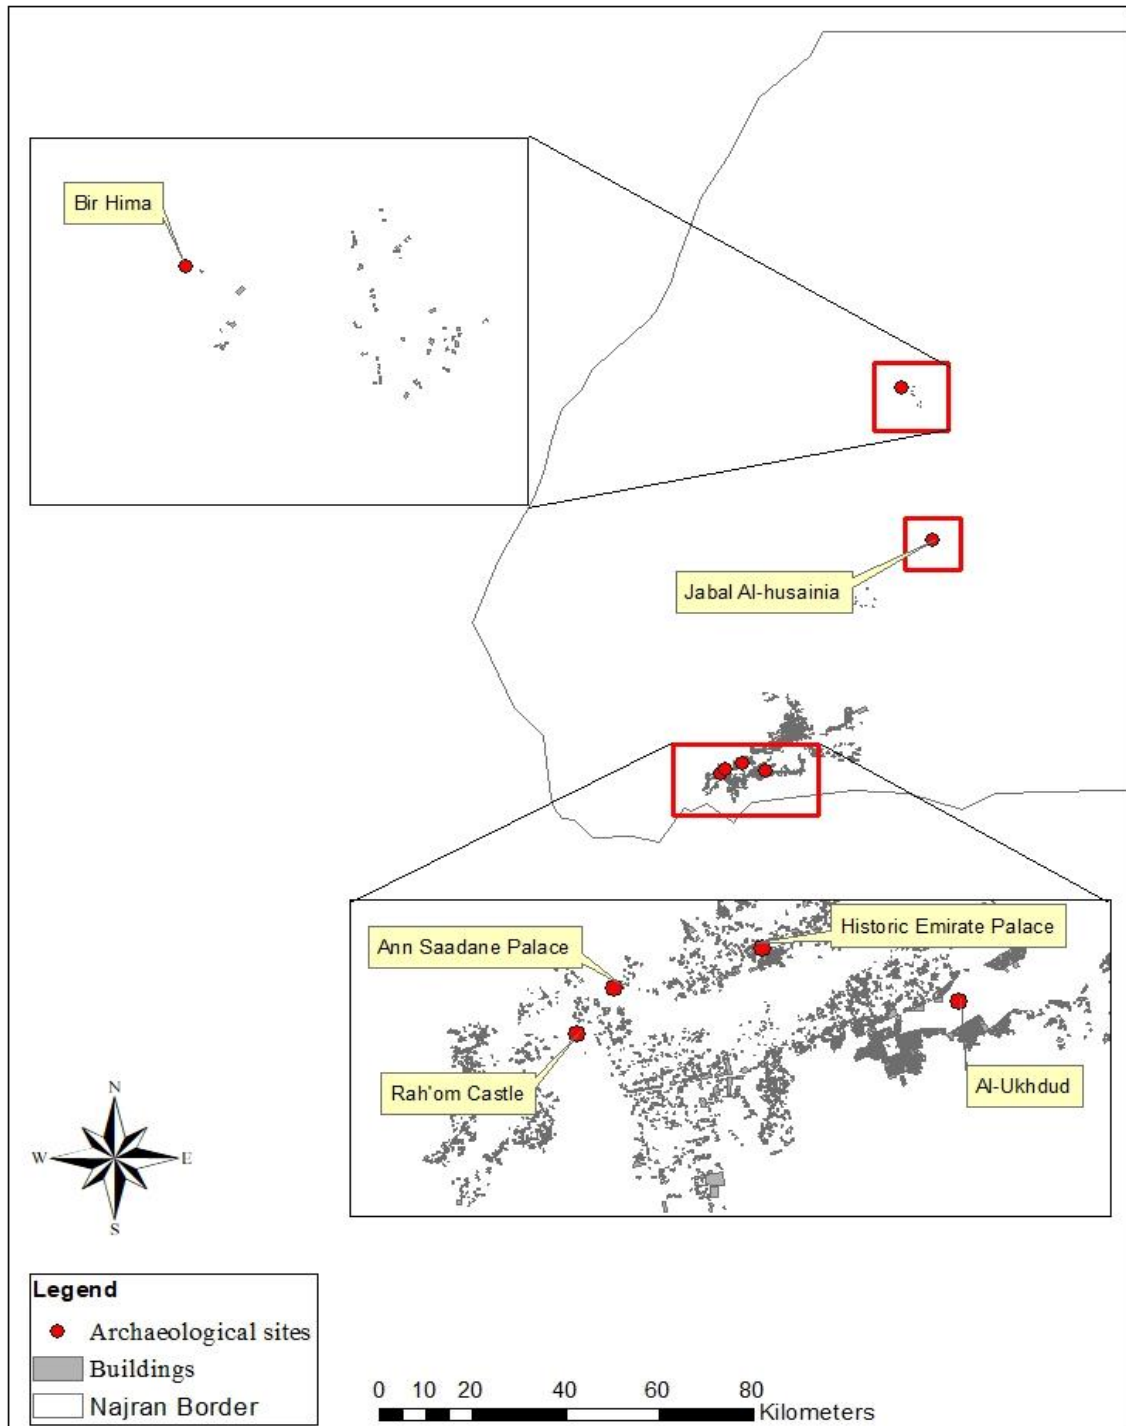 Bir Hima
Jabal Al-husainia
Historic Emirate Palace
Ann Saadane Palace
Rah'om Castle
Al-Ukhdud
N
W E
S
Legend
Archaeological sites
Buildings
Najran Border
0 10 20 40 60 80
Kilometers